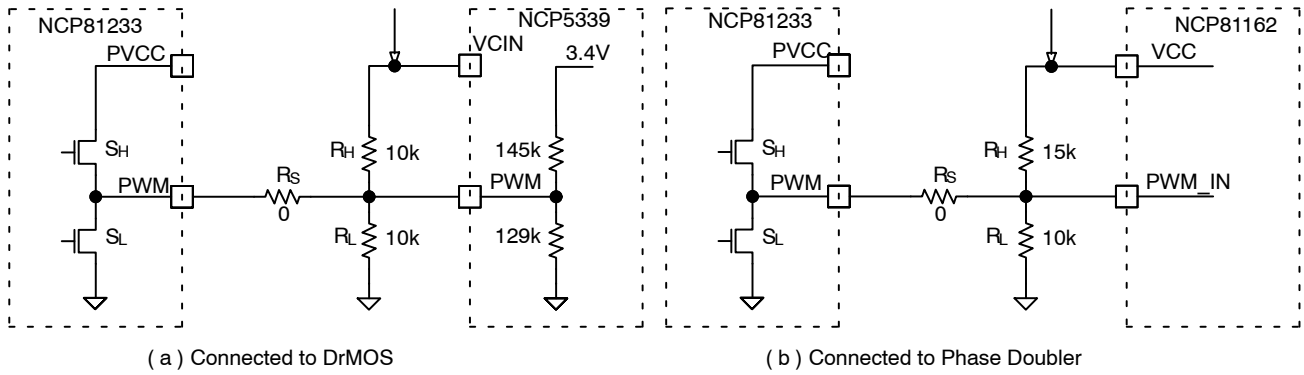 NCP81233
PVCC
SH
PWM
SL
RS
0
RH
10k
RL
10k
VCIN
NCP5339
3.4V
145k
PWM
129k
( a ) Connected to DrMOS
NCP81233
PVCC
SH
PWM
SL
RS
0
RH
15k
RL
10k
NCP81162
VCC
PWM_IN
( b ) Connected to Phase Doubler